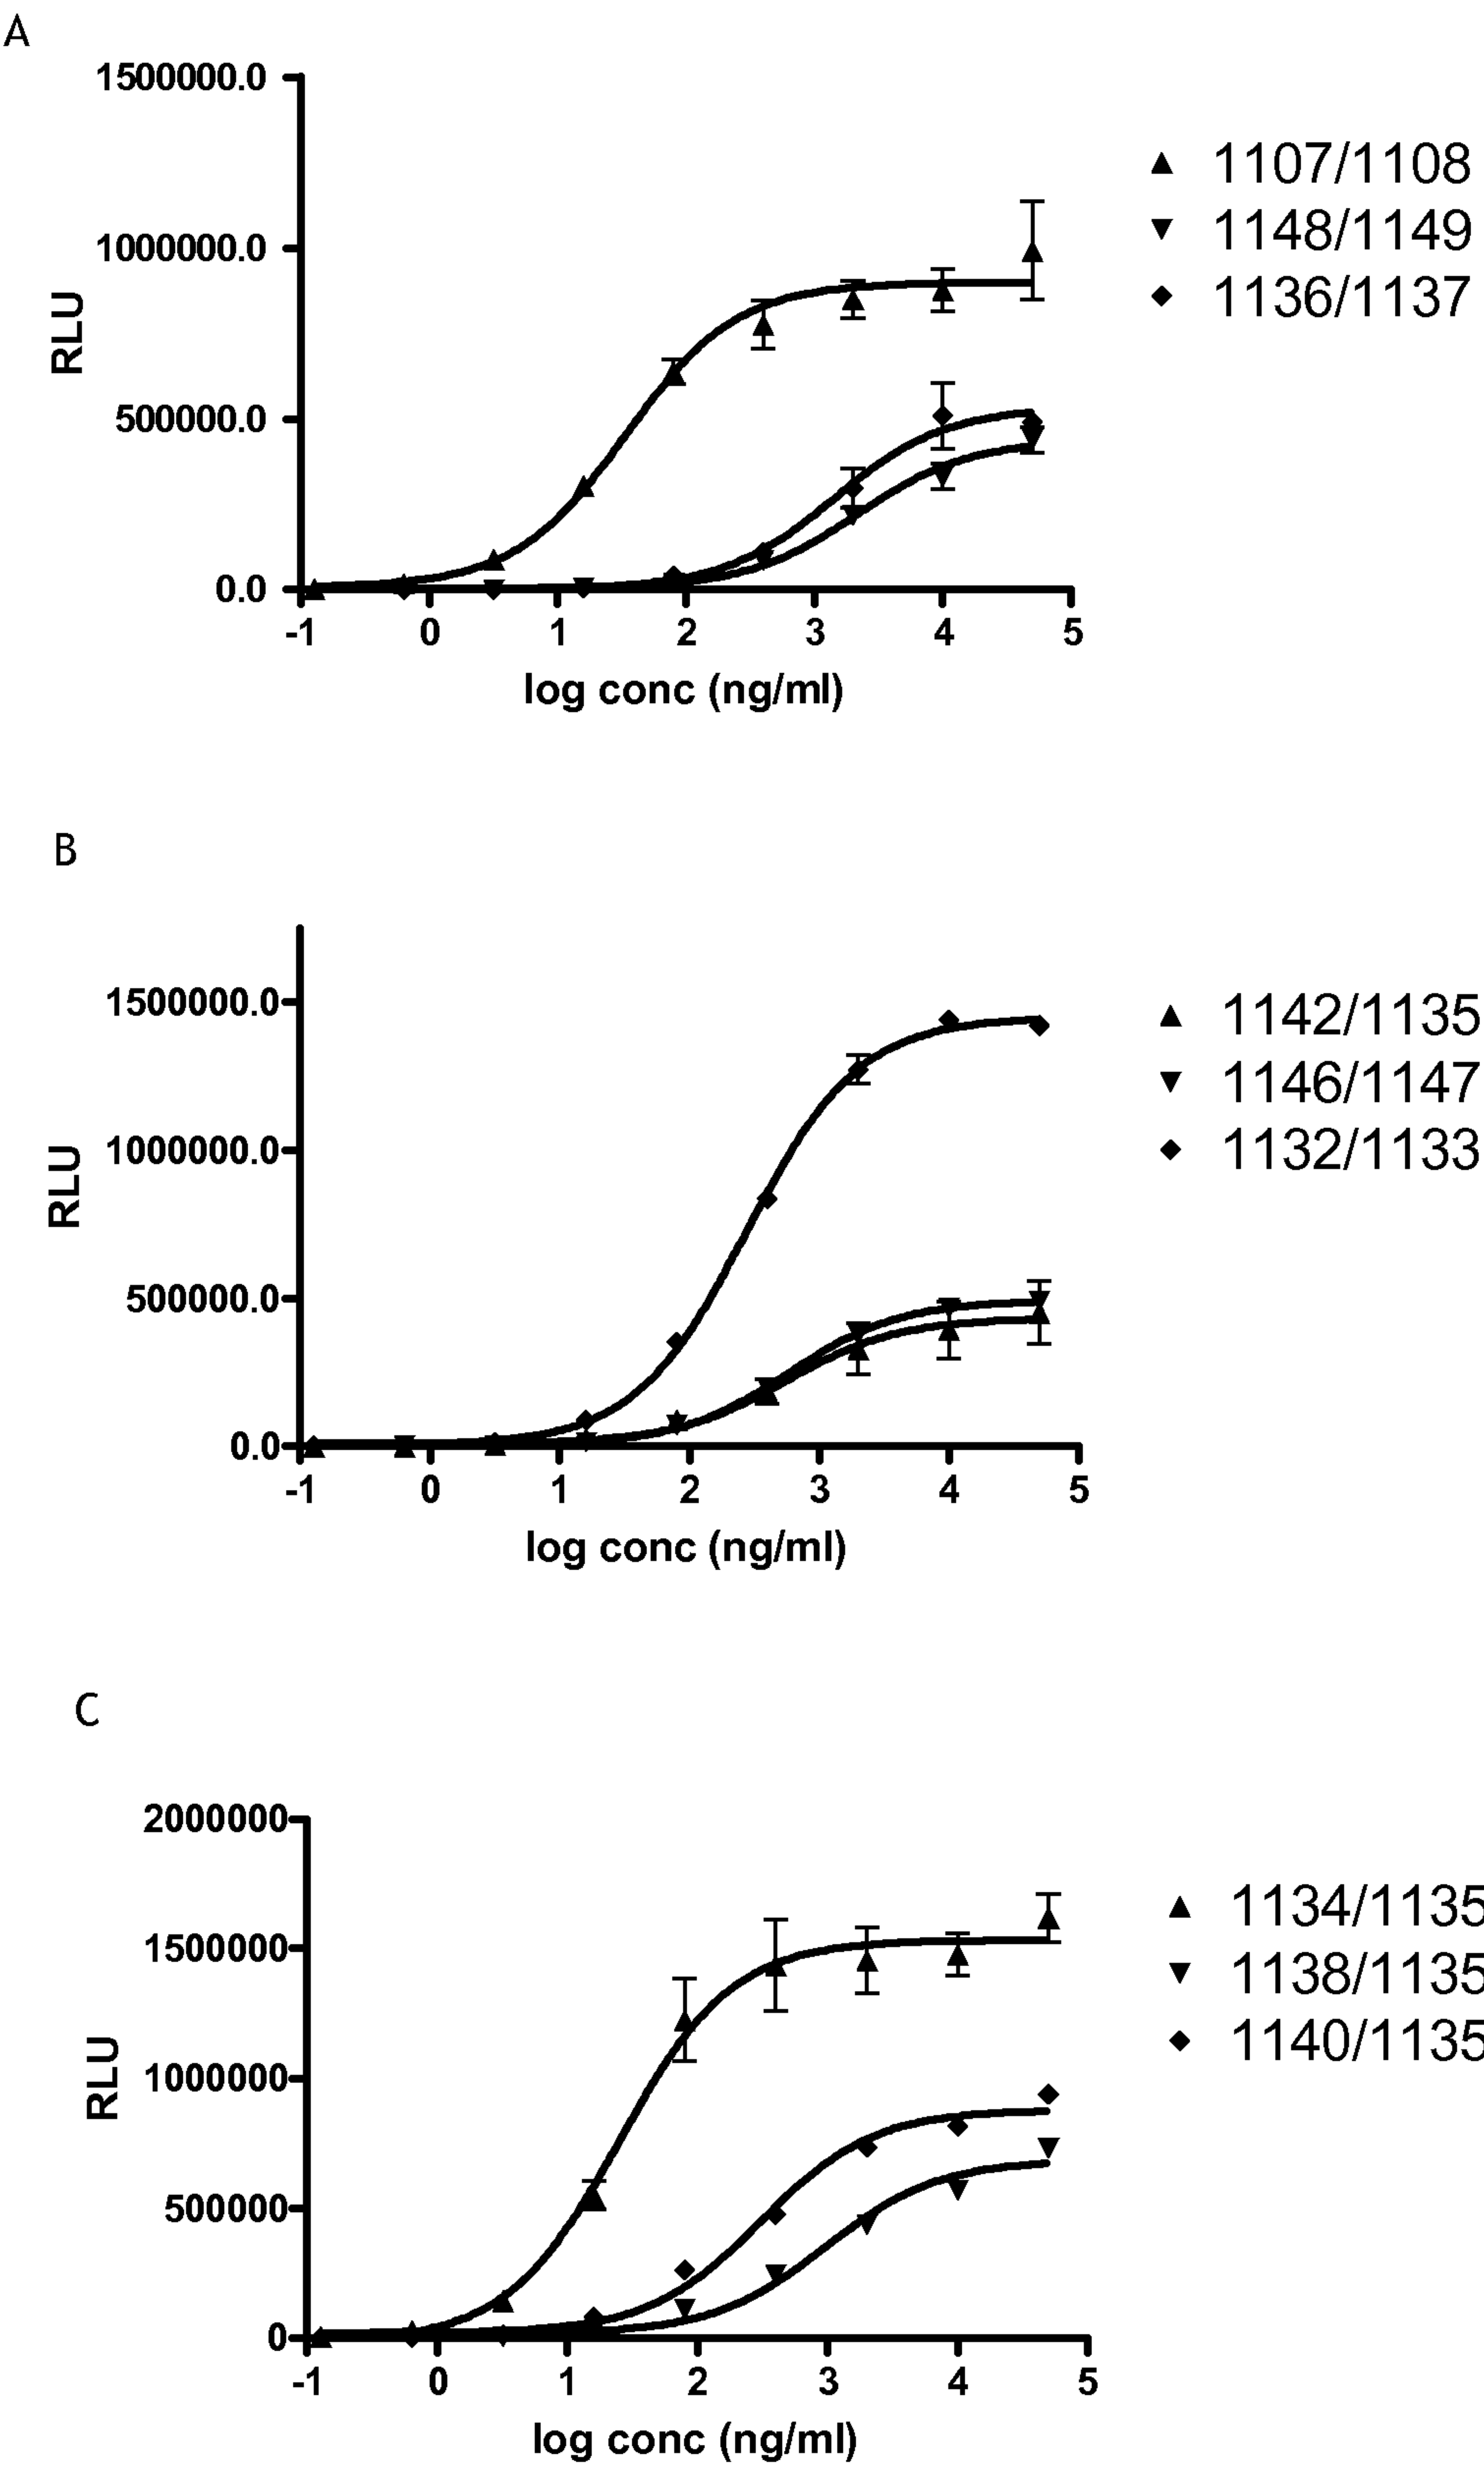 A
1500000.0
1000000.0
500000.0
0.0
RLU
-1 0 1 2 3 4 5
log conc (ng/ml)
1107/1108
1148/1149
1136/1137
B
1500000.0
1000000.0
500000.0
0.0
RLU
-1 0 1 2 3 4 5
log conc (ng/ml)
1142/1135
1146/1147
1132/1133
C
2000000
1500000
1000000
500000
0
RLU
-1 0 1 2 3 4 5
log conc (ng/ml)
1134/1135
1138/1135
1140/1135